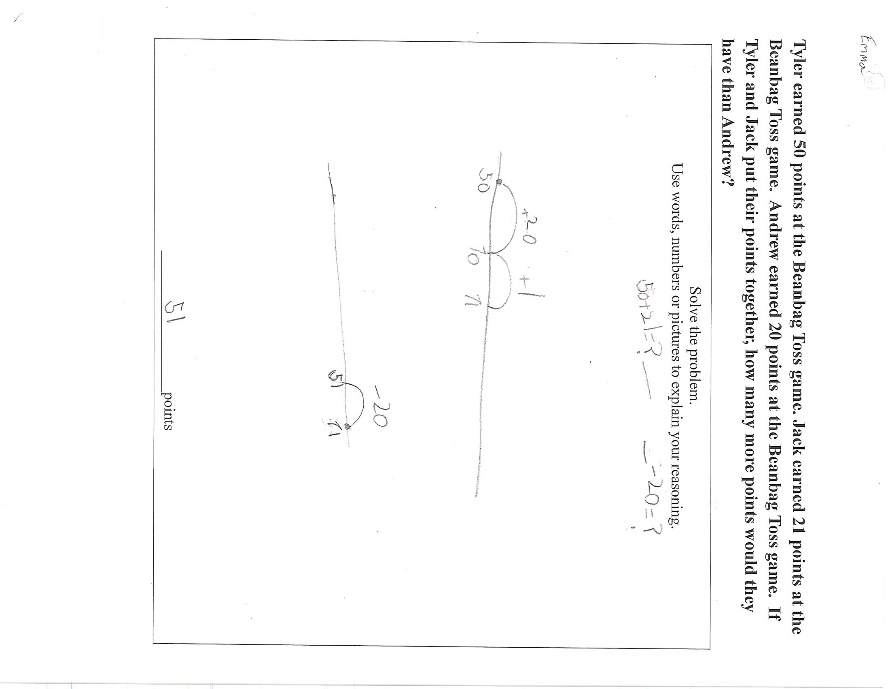 Emma
Tyler earned 50 points at the Beanbag Toss game. Jack earned 21 points at the
Beanbag Toss game.  Andrew earned 20 points at the Beanbag Toss game.  If
Tyler and Jack put their points together, how many more points would they
have than Andrew?
Solve the problem.
Use words, numbers or pictures to explain your reasoning.
50+21=? __ __-20=?
+20 +1
50 70 71
-20
51 71
51 points